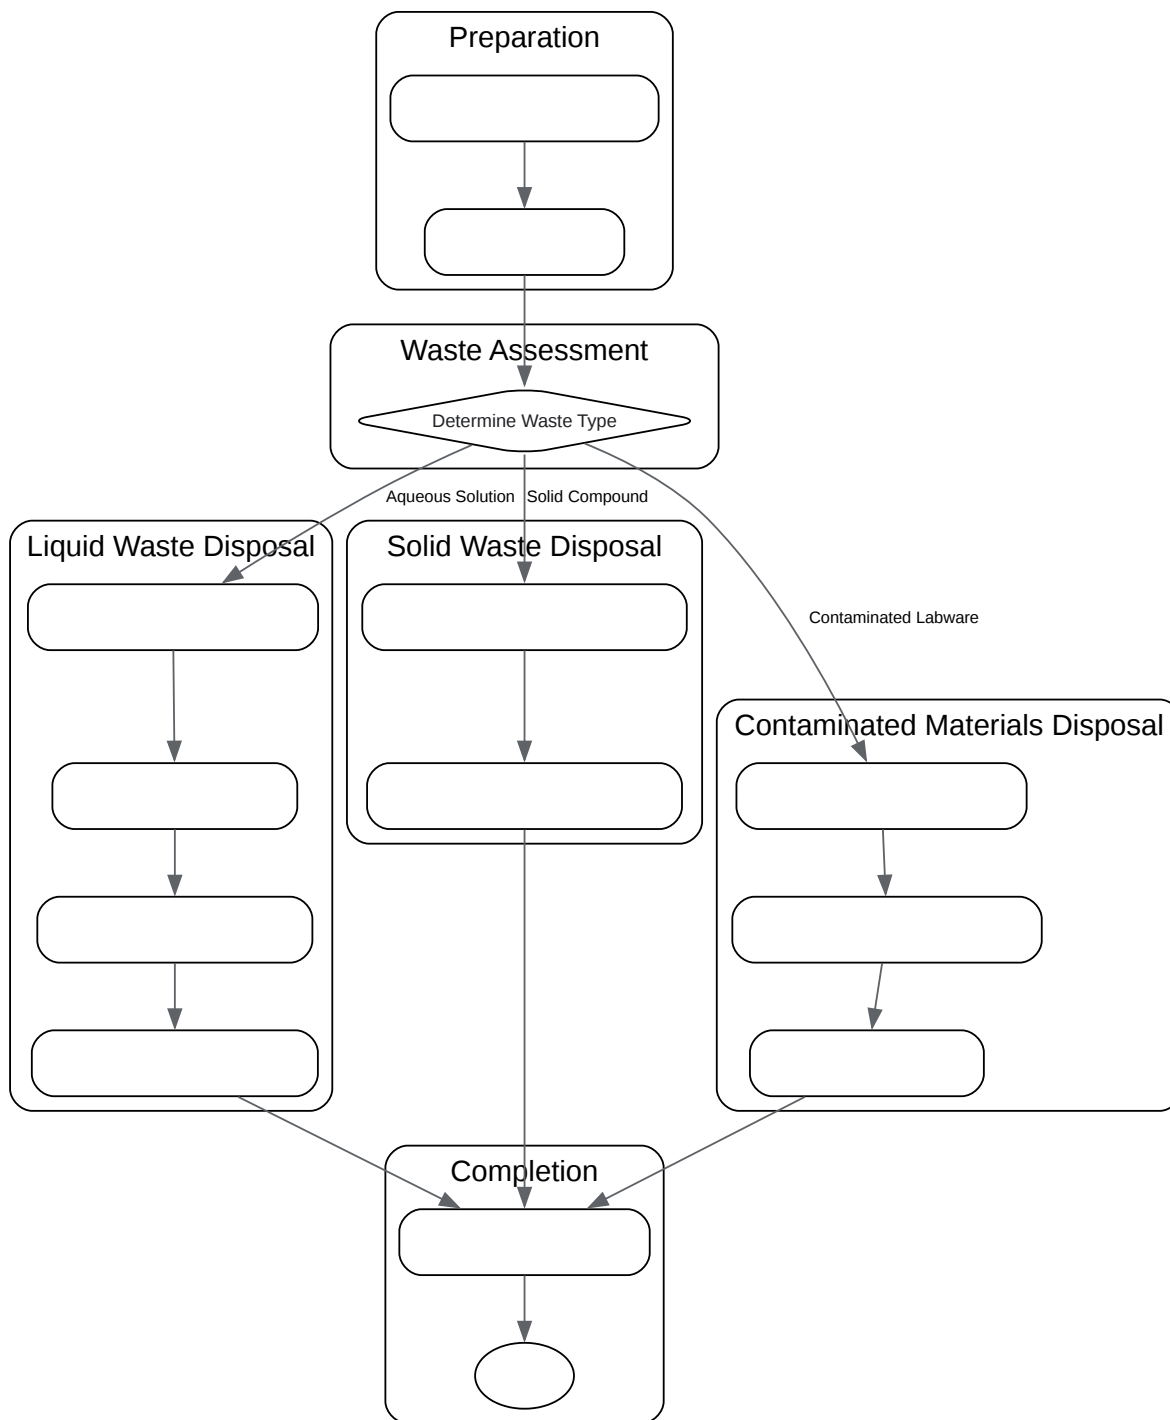 Preparation
Waste Assessment
Determine Waste Type
Aqueous Solution
Solid Compound
Liquid Waste Disposal
Solid Waste Disposal
Contaminated Labware
Contaminated Materials Disposal
Completion